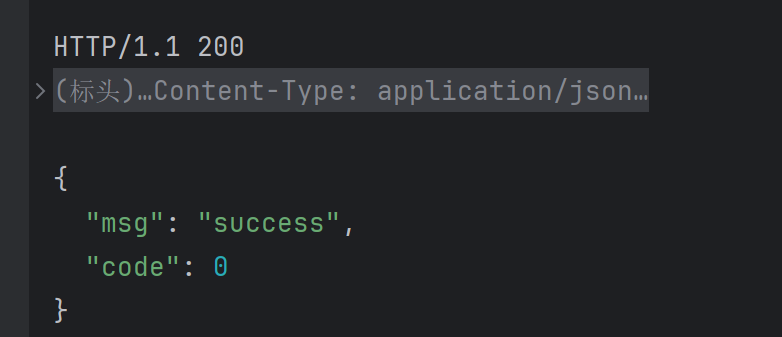 HTTP/1.1 200
(标头)…Content-Type: application/json…
{
"msg": "success",
"code": 0
}